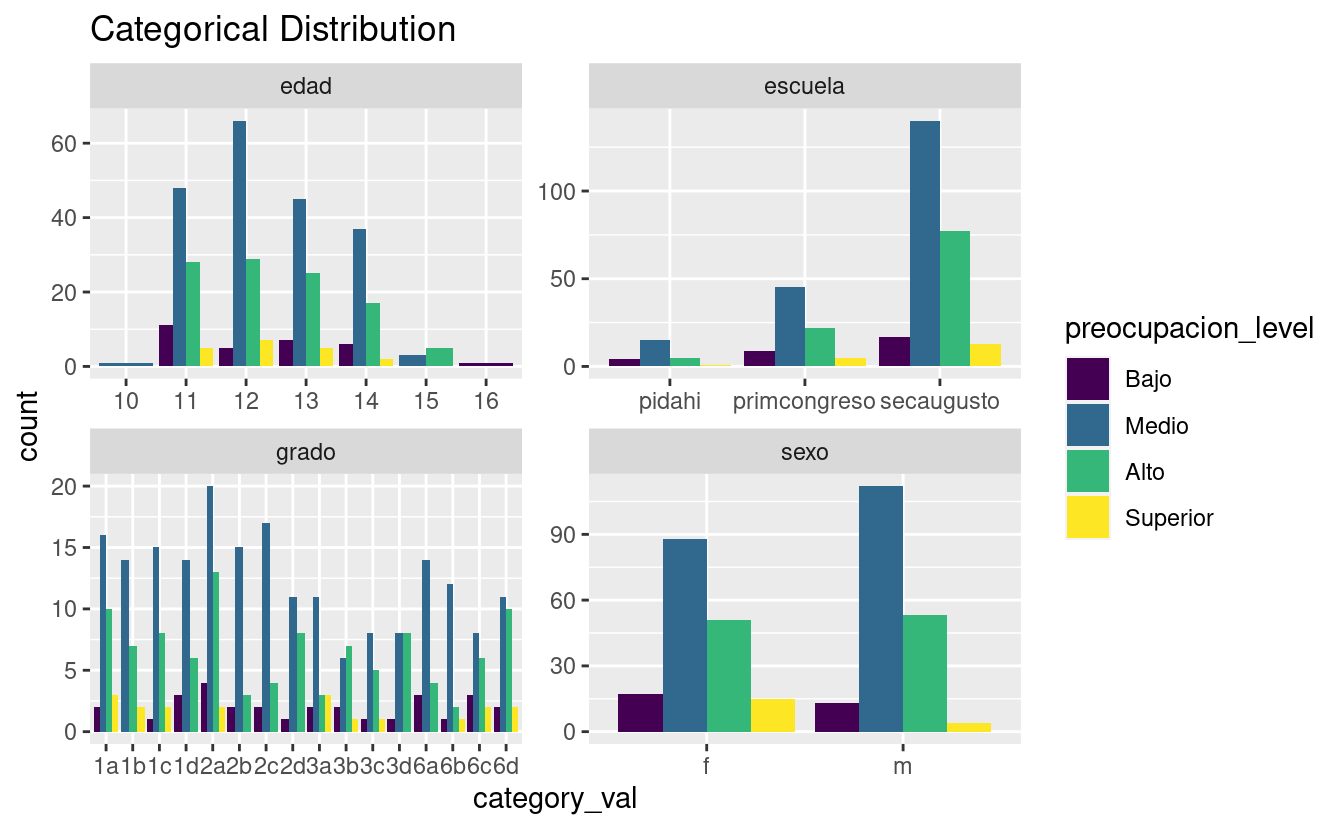 Categorical Distribution
edad
escuela
60
40
20
0
100
50
0
10 11 12 13 14 15 16
pidahi primcongreso secaugusto
count
grado
sexo
20
15
10
5
0
90
60
30
0
1a 1b 1c 1d 2a 2b 2c 2d 3a 3b 3c 3d 6a 6b 6c 6d
f m
category_val
preocupacion_level
Bajo
Medio
Alto
Superior